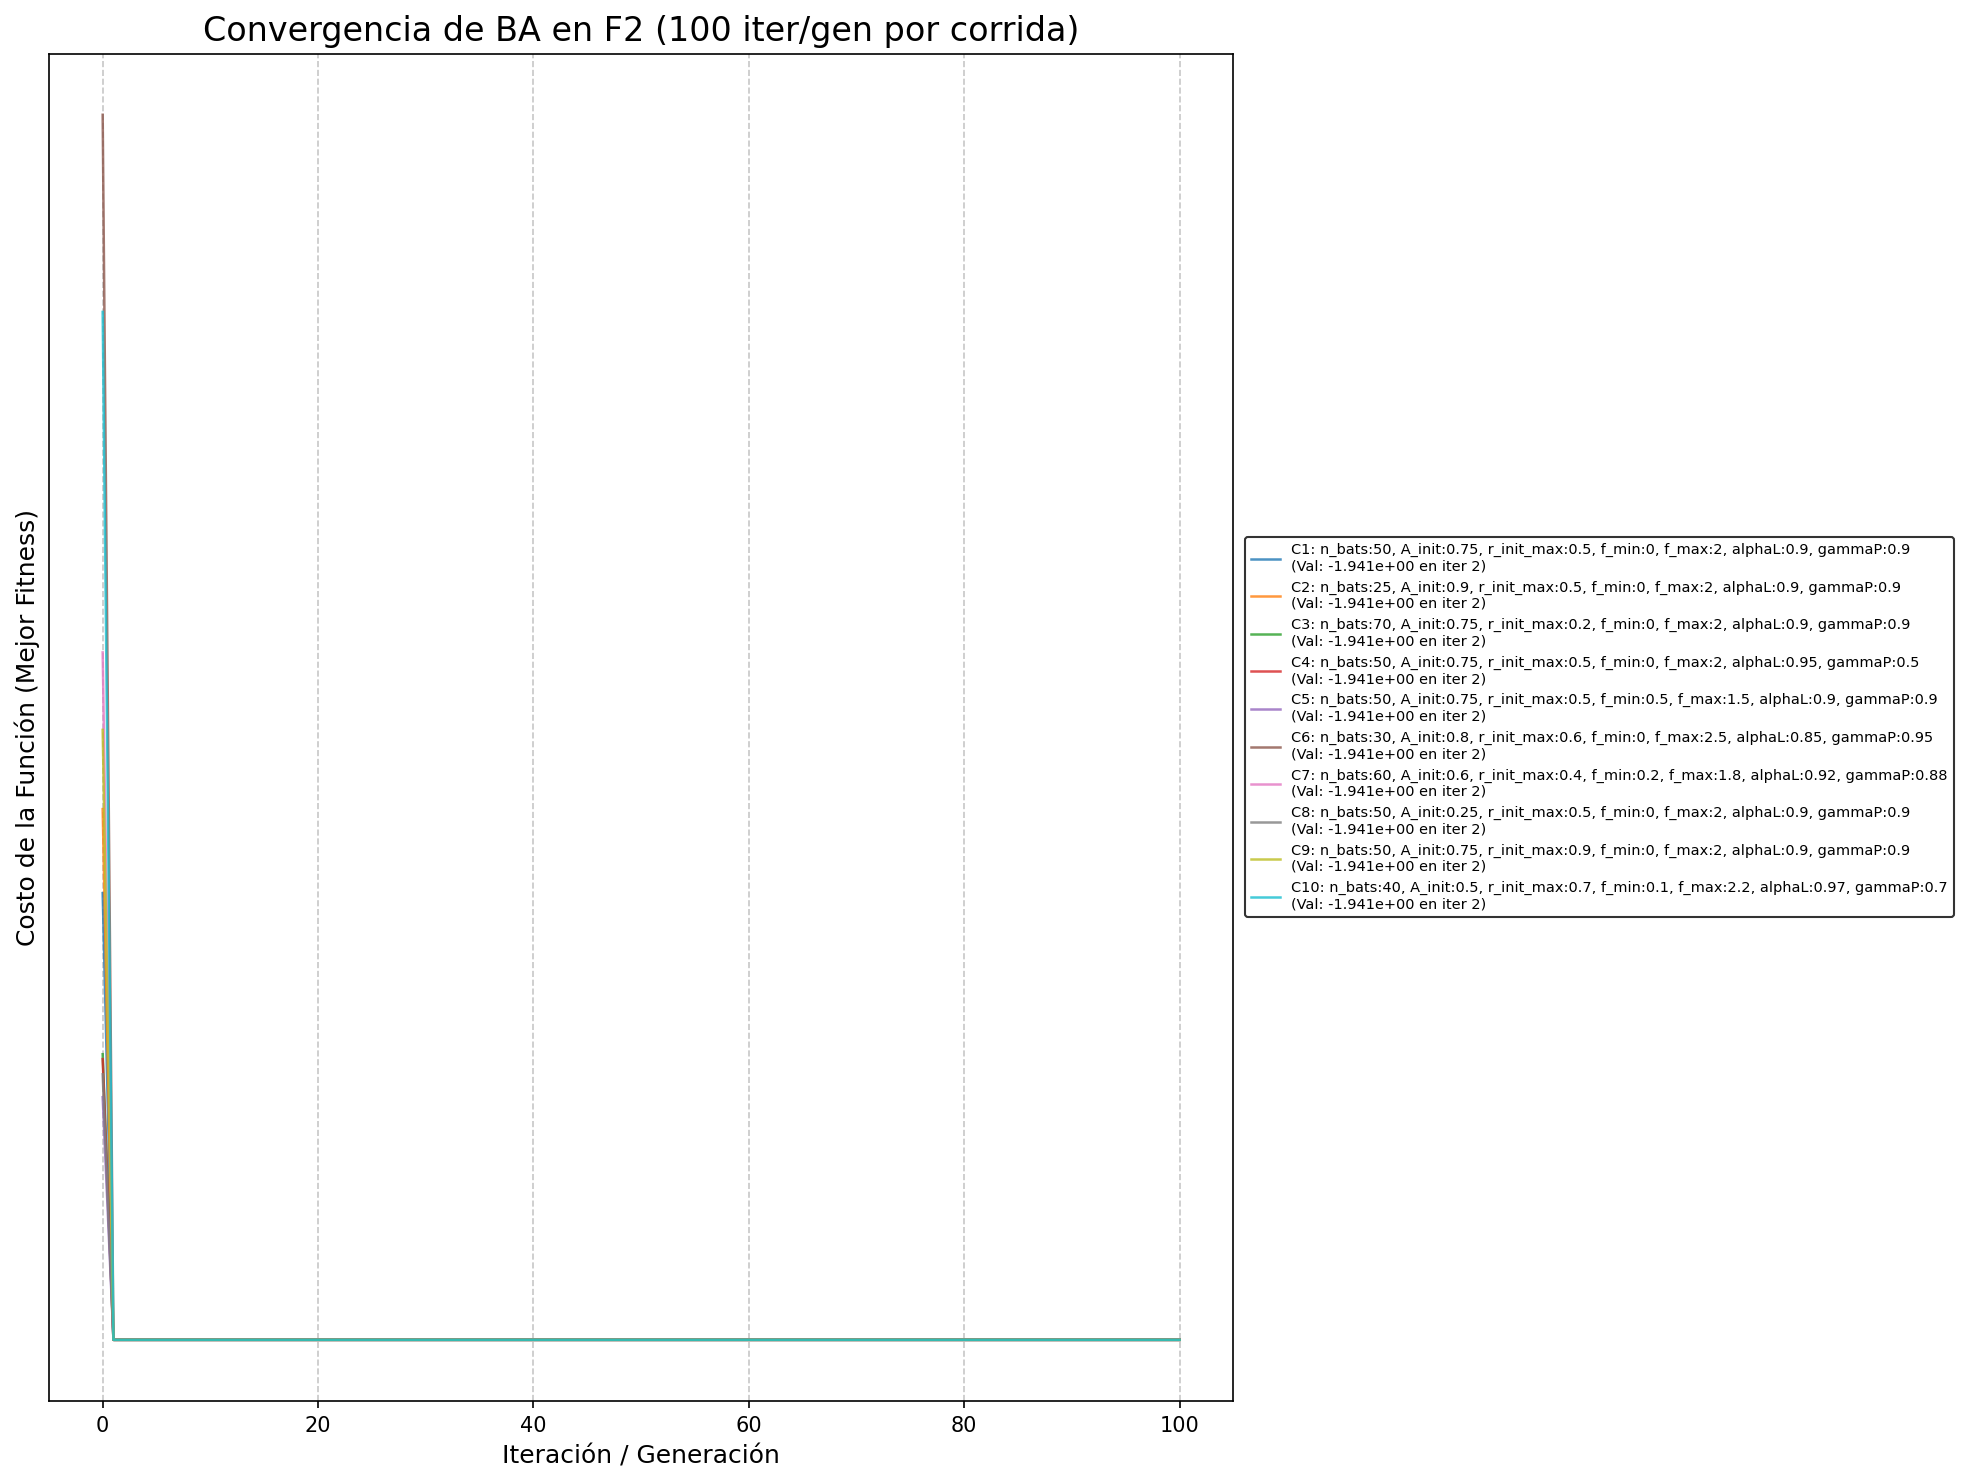 Convergencia de BA en F2 (100 iter/gen por corrida)
Costo de la Función (Mejor Fitness)
0
20
40
60
80
100
Iteración / Generación
C1: n_bats:50, A_init:0.75, r_init_max:0.5, f_min:0, f_max:2, alphaL:0.9, gammaP:0.9
(Val: -1.941e+00 en iter 2)
C2: n_bats:25, A_init:0.9, r_init_max:0.5, f_min:0, f_max:2, alphaL:0.9, gammaP:0.9
(Val: -1.941e+00 en iter 2)
C3: n_bats:70, A_init:0.75, r_init_max:0.2, f_min:0, f_max:2, alphaL:0.9, gammaP:0.9
(Val: -1.941e+00 en iter 2)
C4: n_bats:50, A_init:0.75, r_init_max:0.5, f_min:0, f_max:2, alphaL:0.95, gammaP:0.5
(Val: -1.941e+00 en iter 2)
C5: n_bats:50, A_init:0.75, r_init_max:0.5, f_min:0.5, f_max:1.5, alphaL:0.9, gammaP:0.9
(Val: -1.941e+00 en iter 2)
C6: n_bats:30, A_init:0.8, r_init_max:0.6, f_min:0, f_max:2.5, alphaL:0.85, gammaP:0.95
(Val: -1.941e+00 en iter 2)
C7: n_bats:60, A_init:0.6, r_init_max:0.4, f_min:0.2, f_max:1.8, alphaL:0.92, gammaP:0.88
(Val: -1.941e+00 en iter 2)
C8: n_bats:50, A_init:0.25, r_init_max:0.5, f_min:0, f_max:2, alphaL:0.9, gammaP:0.9
(Val: -1.941e+00 en iter 2)
C9: n_bats:50, A_init:0.75, r_init_max:0.9, f_min:0, f_max:2, alphaL:0.9, gammaP:0.9
(Val: -1.941e+00 en iter 2)
C10: n_bats:40, A_init:0.5, r_init_max:0.7, f_min:0.1, f_max:2.2, alphaL:0.97, gammaP:0.7
(Val: -1.941e+00 en iter 2)